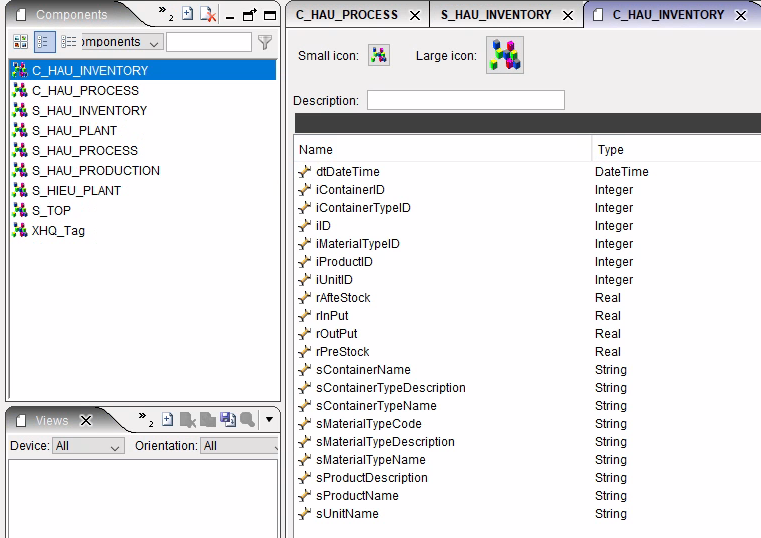 Components
»2
omponents
C_HAU_INVENTORY
C_HAU_PROCESS
S_HAU_INVENTORY
S_HAU_PLANT
S_HAU_PROCESS
S_HAU_PRODUCTION
S_HIEU_PLANT
S_TOP
XHQ_Tag
Views
»2
Device: All Orientation: All
C_HAU_PROCESS S_HAU_INVENTORY C_HAU_INVENTORY
Small icon: Large icon:
Description:
Name Type
dtDateTime DateTime
iContainerID Integer
iContainerTypeID Integer
iID Integer
iMaterialTypeID Integer
iProductID Integer
iUnitID Integer
rAfteStock Real
rInPut Real
rOutPut Real
rPreStock Real
sContainerName String
sContainerTypeDescription String
sContainerTypeName String
sMaterialTypeCode String
sMaterialTypeDescription String
sMaterialTypeName String
sProductDescription String
sProductName String
sUnitName String